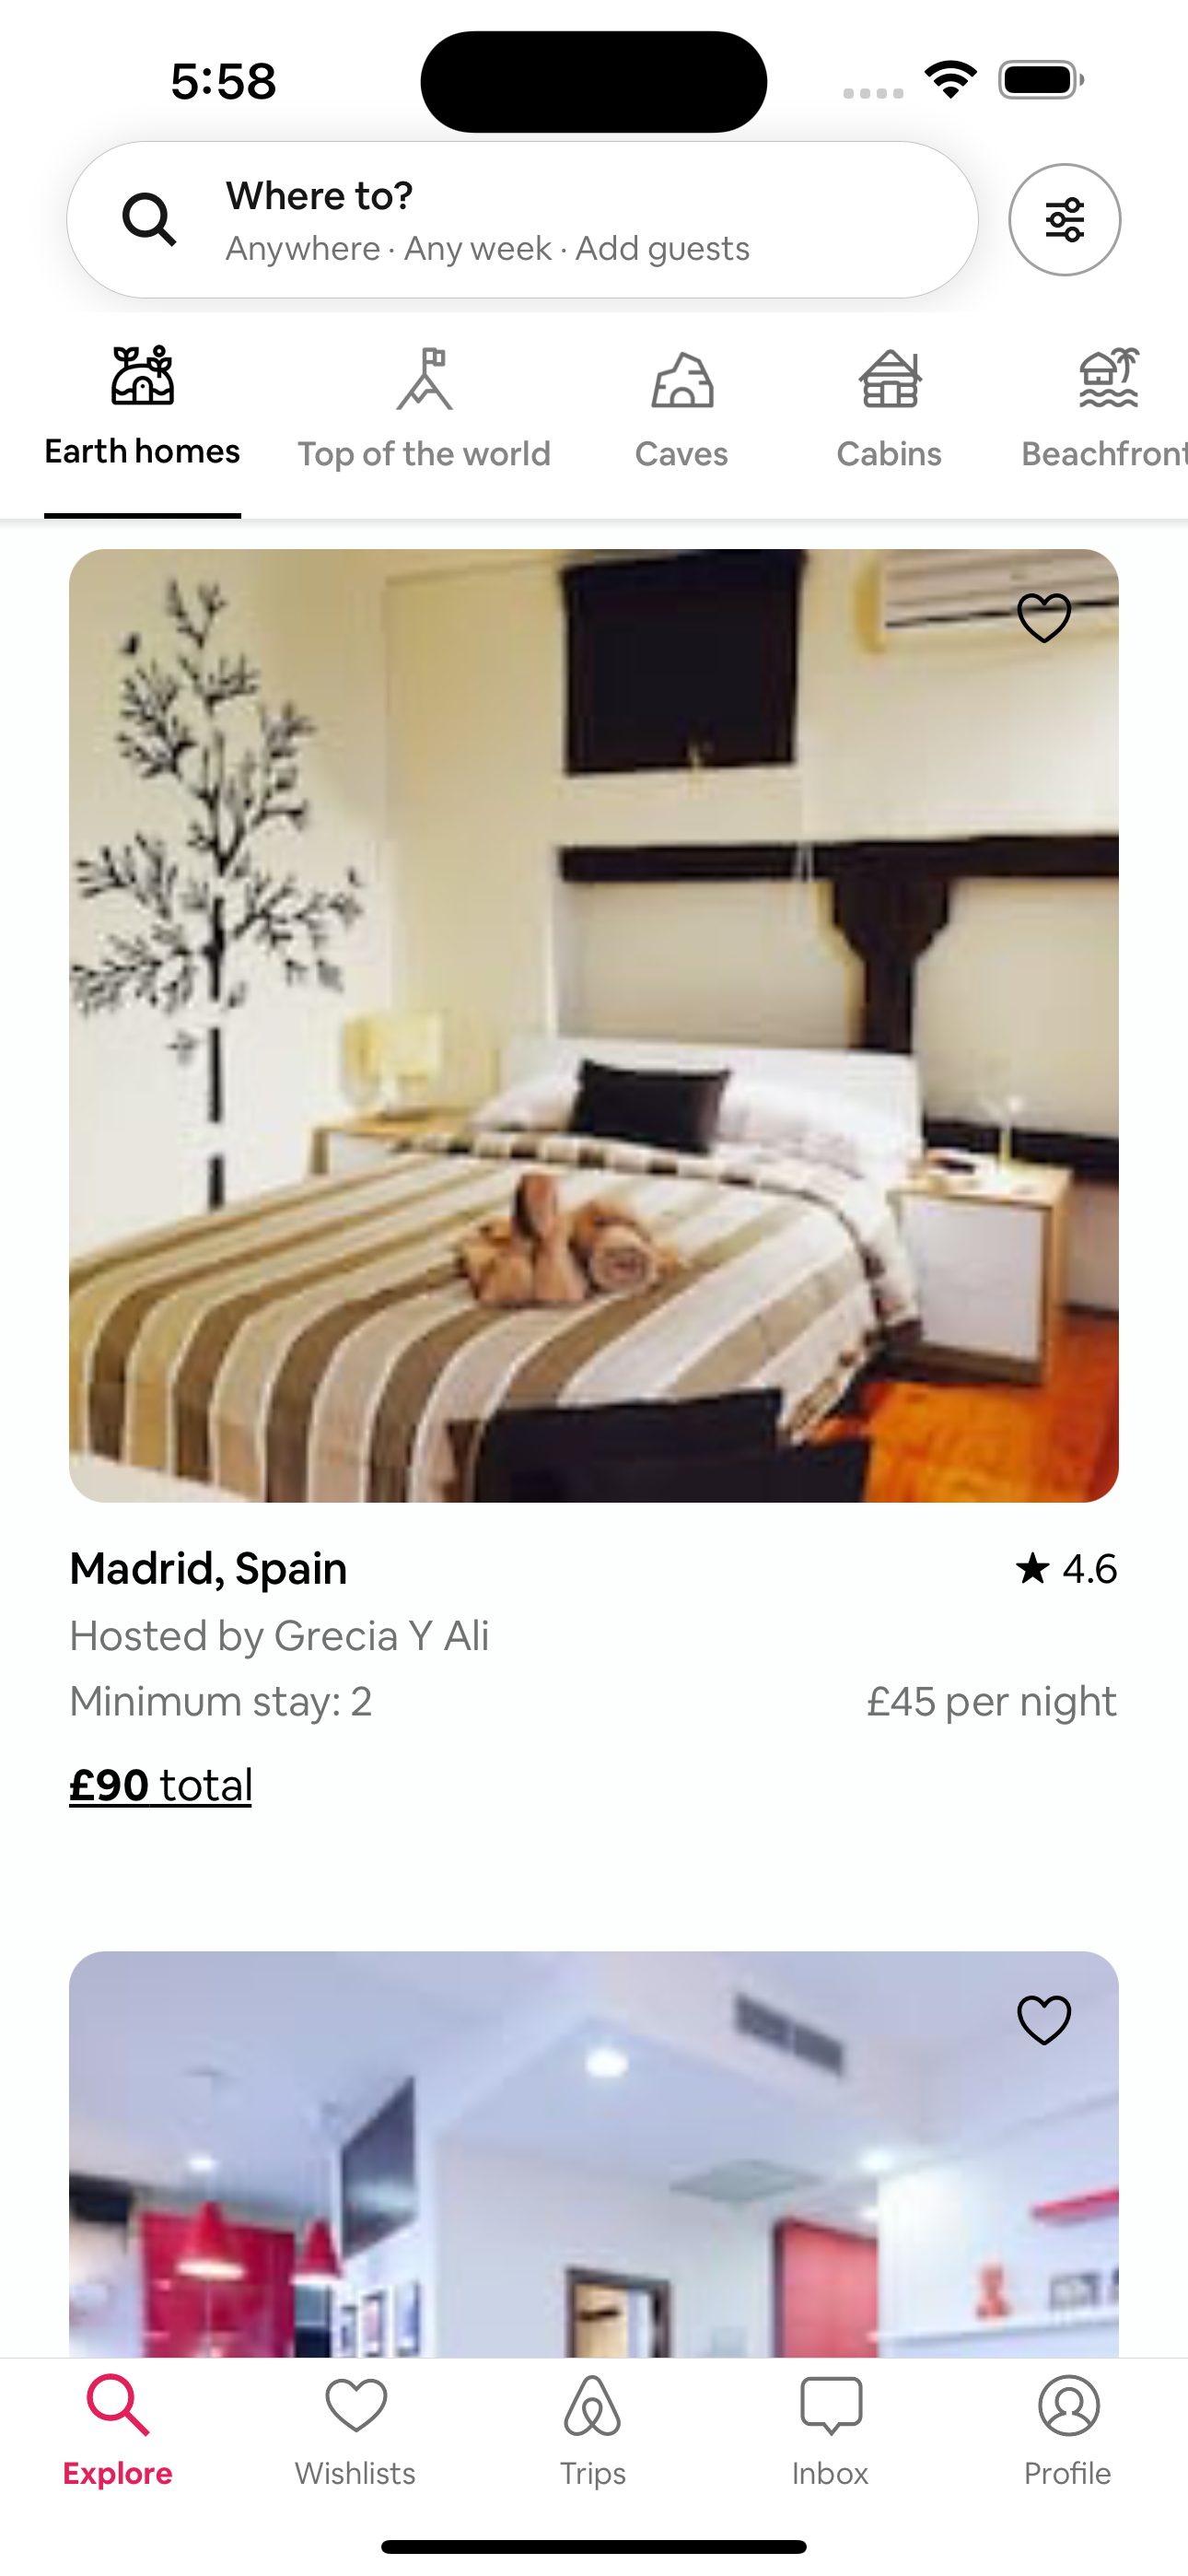 5:58
Where to?
Anywhere · Any week · Add guests
Earth homes
Top of the world
Caves
Cabins
Beachfront
Madrid, Spain
★ 4.6
Hosted by Grecia Y Ali
Minimum stay: 2
£45 per night
£90 total
Explore
Wishlists
Trips
Inbox
Profile